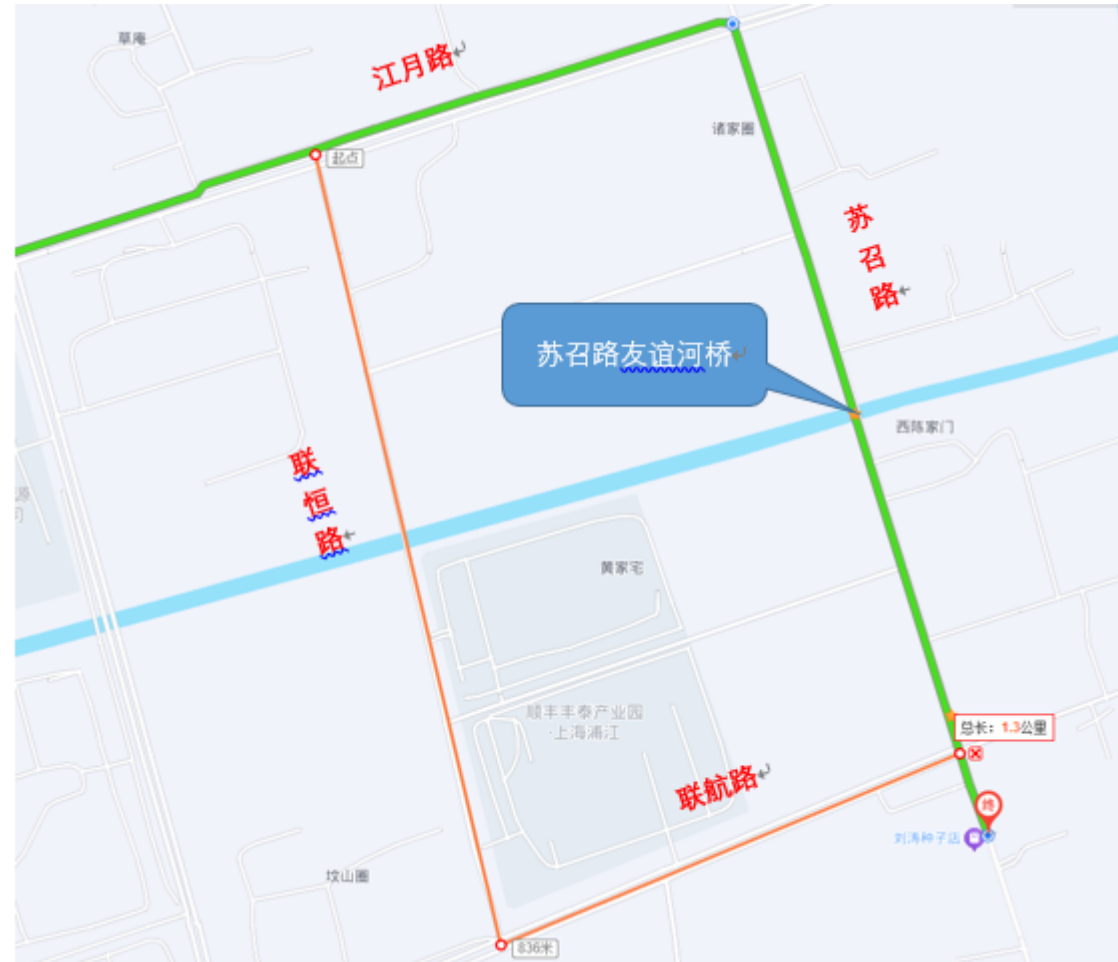 草庵
江月路
诸家圈
起点
苏
召
路
苏召路友谊河桥
西陈家门
联
恒
路
黄家宅
顺丰丰泰产业园
·上海浦江
总长：1.3公里
联航路
终
刘涛种子店
坟山圈
836米